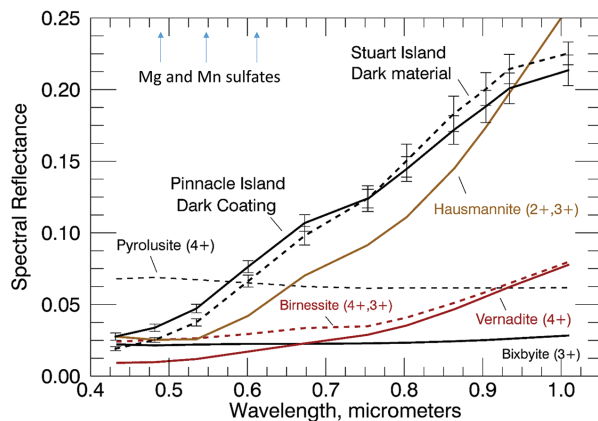 Mg and Mn sulfates
Stuart Island
Dark material
Pinnacle Island
Dark Coating
Hausmannite (2+,3+)
Pyrolusite (4+)
Birnessite (4+,3+)
Vernadite (4+)
Bixbyite (3+)
Spectral Reflectance
0.20
0.15
0.10
0.05
0.00
0.4 0.5 0.6 0.7 0.8 0.9 1.0
Wavelength, micrometers